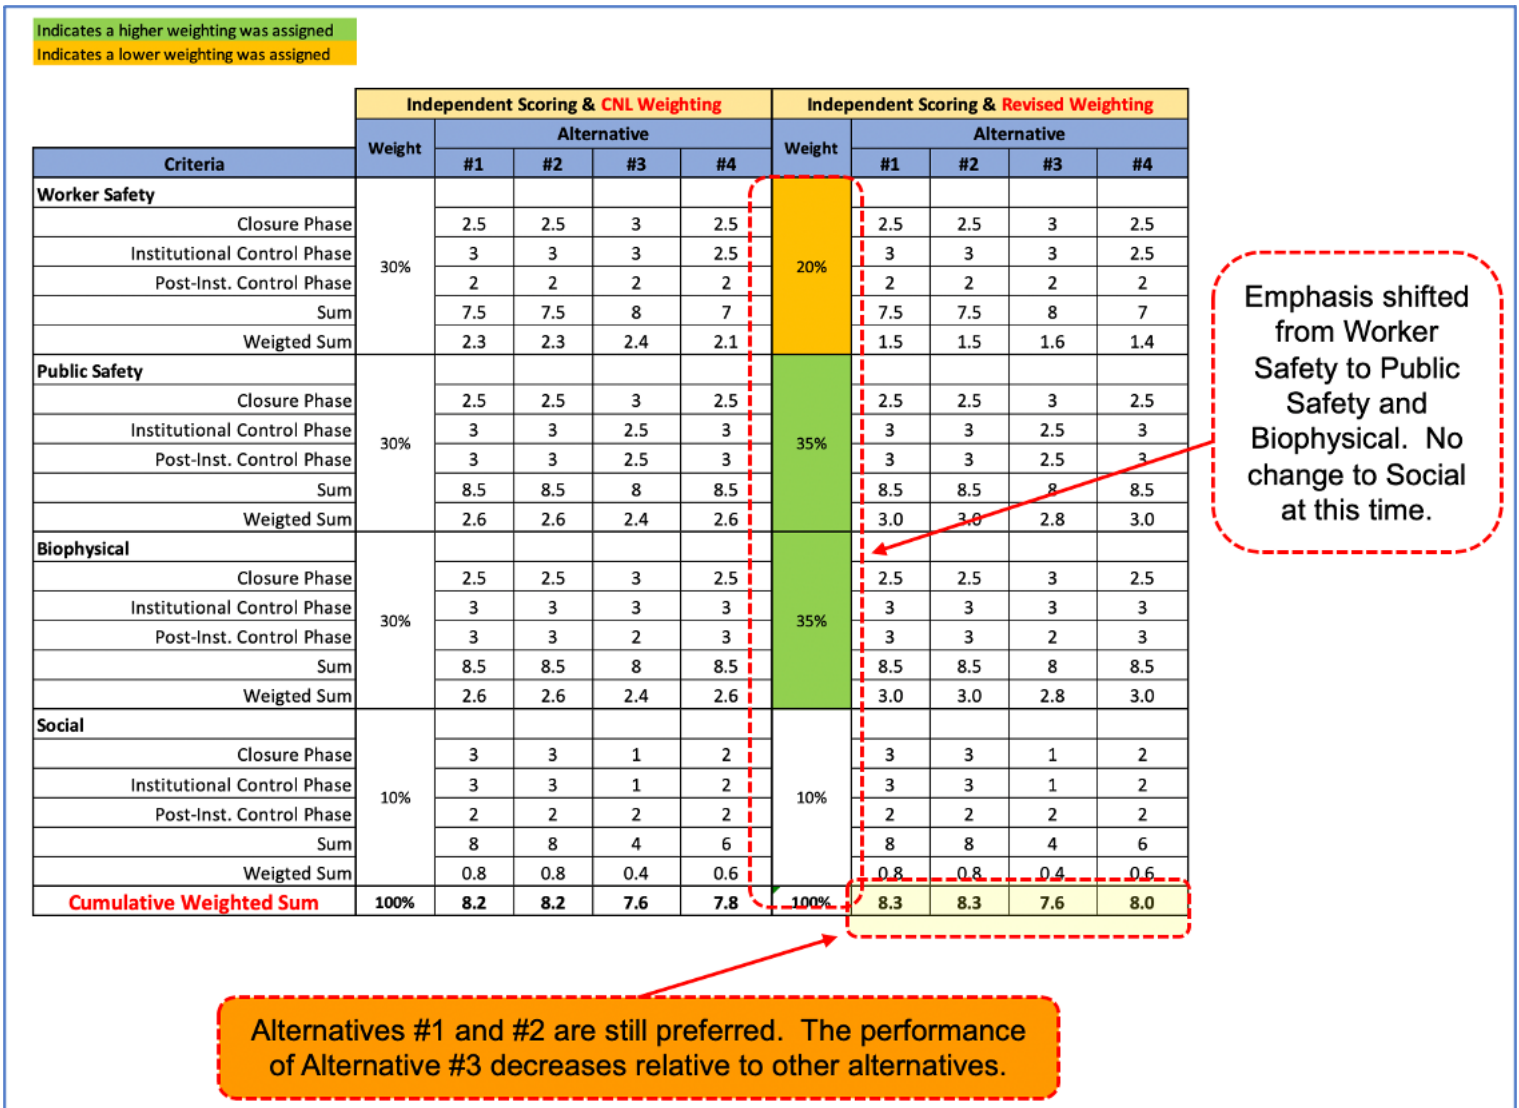 Indicates a higher weighting was assigned
Indicates a lower weighting was assigned
Independent Scoring & CNL Weighting Independent Scoring & Revised Weighting
Criteria Weight Alternative Weight Alternative
#1 #2 #3 #4 #1 #2 #3 #4
Worker Safety 30% 20%
Closure Phase 2.5 2.5 3 2.5 2.5 2.5 3 2.5
Institutional Control Phase 3 3 3 2.5 3 3 3 2.5
Post-Inst. Control Phase 2 2 2 2 2 2 2 2
Sum 7.5 7.5 8 7 7.5 7.5 8 7
Weigted Sum 2.3 2.3 2.4 2.1 1.5 1.5 1.6 1.4
Public Safety 30% 35%
Closure Phase 2.5 2.5 3 2.5 2.5 2.5 3 2.5
Institutional Control Phase 3 3 2.5 3 3 3 2.5 3
Post-Inst. Control Phase 3 3 2.5 3 3 3 2.5 3
Sum 8.5 8.5 8 8.5 8.5 8.5 8 8.5
Weigted Sum 2.6 2.6 2.4 2.6 3.0 3.0 2.8 3.0
Biophysical 30% 35%
Closure Phase 2.5 2.5 3 2.5 2.5 2.5 3 2.5
Institutional Control Phase 3 3 3 3 3 3 3 3
Post-Inst. Control Phase 3 3 2 3 3 3 2 3
Sum 8.5 8.5 8 8.5 8.5 8.5 8 8.5
Weigted Sum 2.6 2.6 2.4 2.6 3.0 3.0 2.8 3.0
Social 10% 10%
Closure Phase 3 3 1 2 3 3 1 2
Institutional Control Phase 3 3 1 2 3 3 1 2
Post-Inst. Control Phase 2 2 2 2 2 2 2 2
Sum 8 8 4 6 8 8 4 6
Weigted Sum 0.8 0.8 0.4 0.6 0.8 0.8 0.4 0.6
Cumulative Weighted Sum 100% 8.2 8.2 7.6 7.8 100% 8.3 8.3 7.6 8.0
Emphasis shifted
from Worker
Safety to Public
Safety and
Biophysical. No
change to Social
at this time.
Alternatives #1 and #2 are still preferred. The performance
of Alternative #3 decreases relative to other alternatives.